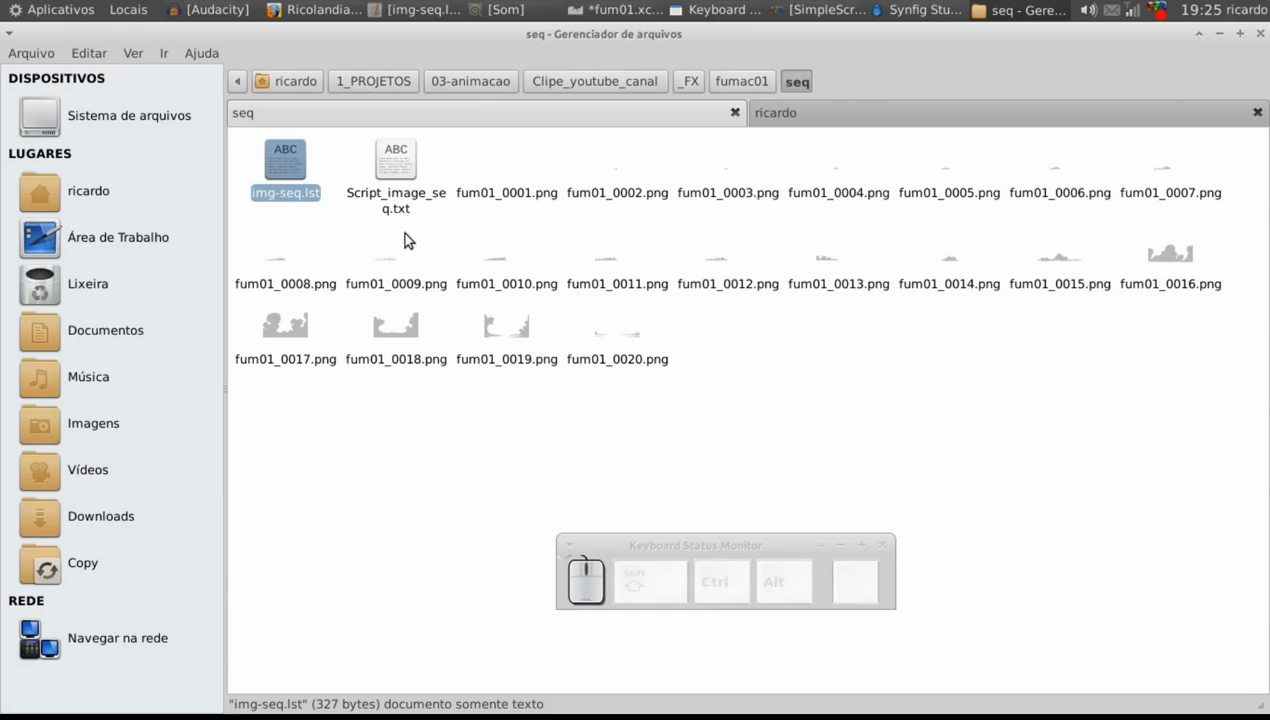 Aplicativos Locais [Audacity] Ricolandia... [img-seq.l... [Som] *fum01.xc... Keyboard ... [SimpleScr... Synfig Stu... seq - Gere... 19:25 ricardo
seq - Gerenciador de arquivos
Arquivo Editar Ver Ir Ajuda
DISPOSITIVOS
Sistema de arquivos
LUGARES
ricardo
Área de Trabalho
Lixeira
Documentos
Música
Imagens
Vídeos
Downloads
Copy
REDE
Navegar na rede
ricardo 1_PROJETOS 03-animacao Clipe_youtube_canal _FX fumac01 seq
seq ricardo
ABC ABC
img-seq.lst Script_image_se fum01_0001.png fum01_0002.png fum01_0003.png fum01_0004.png fum01_0005.png fum01_0006.png fum01_0007.png
q.txt
fum01_0008.png fum01_0009.png fum01_0010.png fum01_0011.png fum01_0012.png fum01_0013.png fum01_0014.png fum01_0015.png fum01_0016.png
fum01_0017.png fum01_0018.png fum01_0019.png fum01_0020.png
Keyboard Status Monitor
Shift Ctrl Alt
"img-seq.lst" (327 bytes) documento somente texto